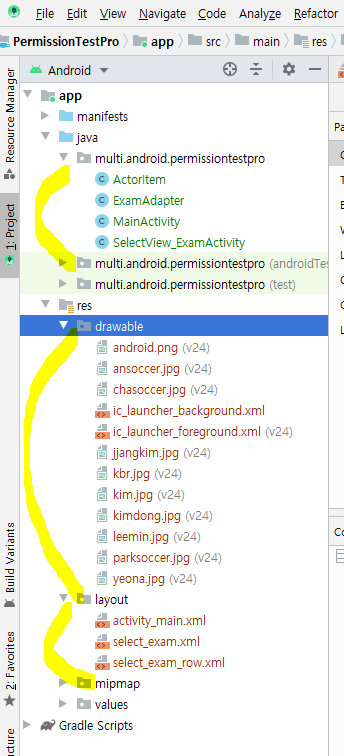 File Edit View Navigate Code Analyze Refactor
PermissionTestPro app src main res
Android
app
manifests
java
multi.android.permissiontestpro
ActorItem
ExamAdapter
MainActivity
SelectView_ExamActivity
multi.android.permissiontestpro (androidTes
multi.android.permissiontestpro (test)
res
drawable
android.png (v24)
ansoccer.jpg (v24)
chasoccer.jpg (v24)
ic_launcher_background.xml
ic_launcher_foreground.xml (v24)
jjangkim.jpg (v24)
kbr.jpg (v24)
kim.jpg (v24)
kimdong.jpg (v24)
leemin.jpg (v24)
parksoccer.jpg (v24)
yeona.jpg (v24)
layout
activity_main.xml
select_exam.xml
select_exam_row.xml
mipmap
values
Gradle Scripts
Resource Manager
1: Project
Build Variants
2: Favorites
cture
Pa
Co